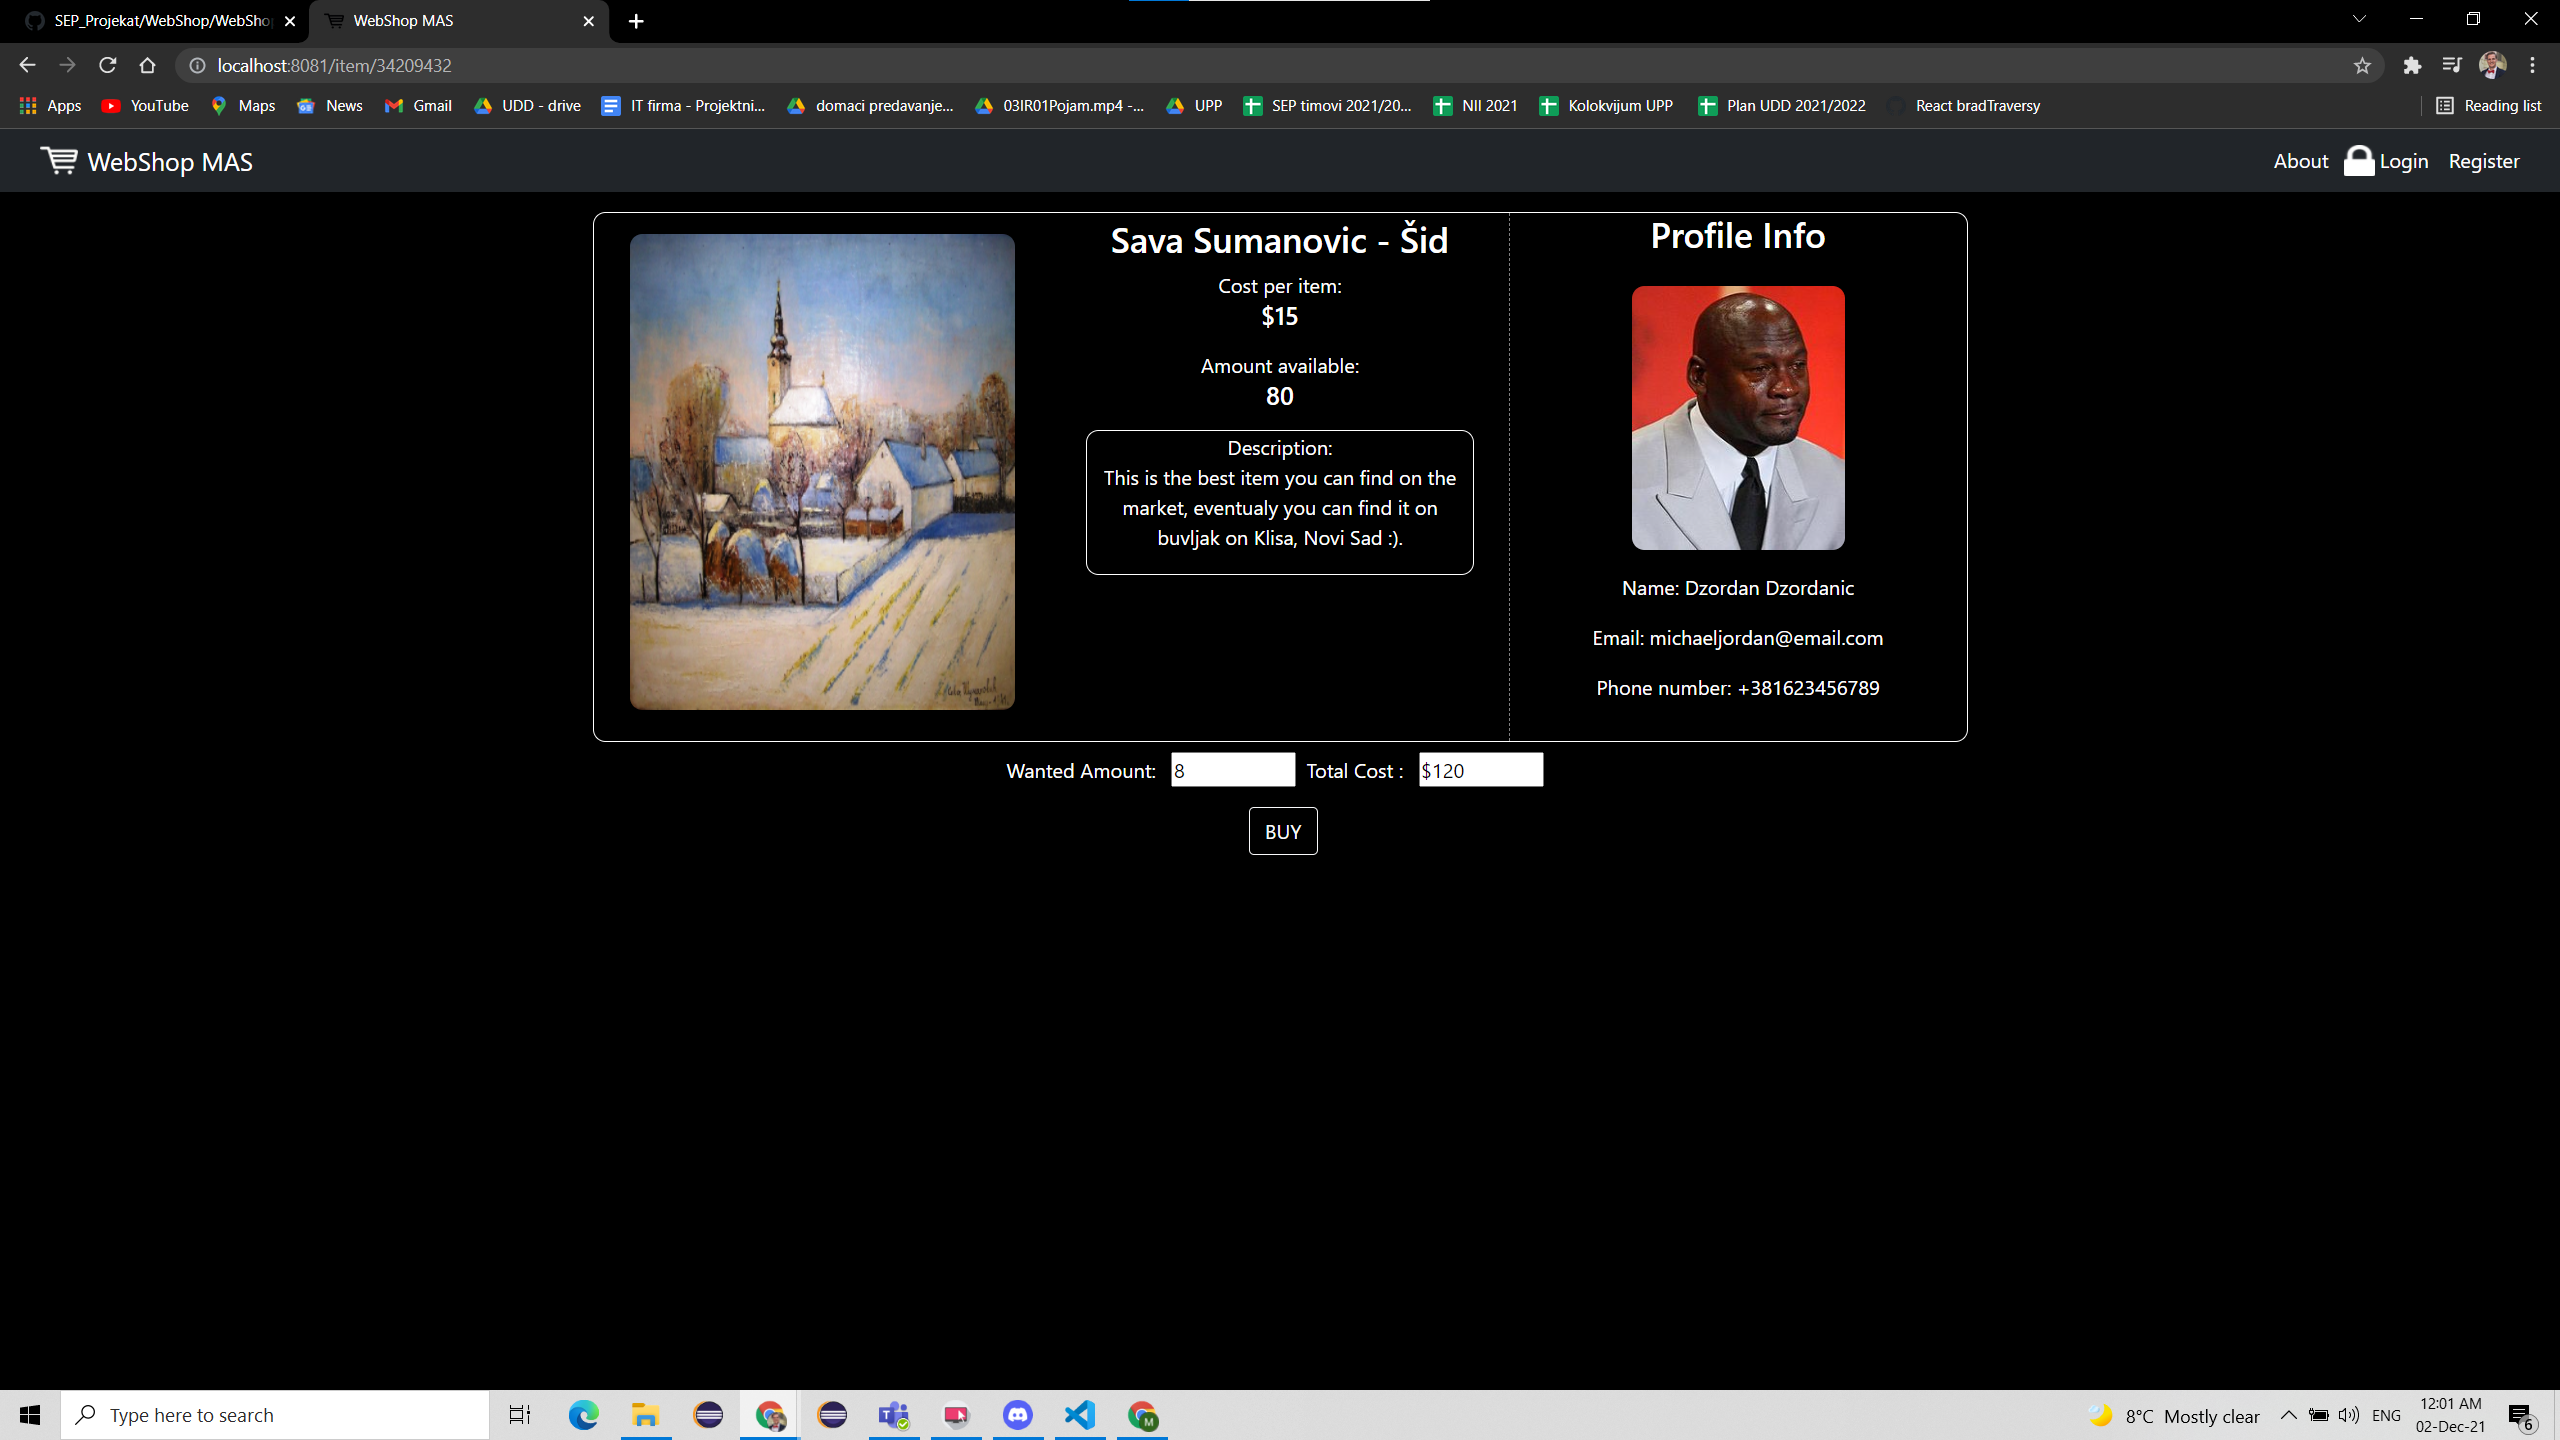 SEP_Projekat/WebShop/WebSho
WebShop MAS
localhost:8081/item/34209432
Apps YouTube Maps News Gmail UDD - drive IT firma - Projektni... domaci predavanje... 03IR01Pojam.mp4 -... UPP SEP timovi 2021/20... NII 2021 Kolokvijum UPP Plan UDD 2021/2022 React bradTraversy Reading list
WebShop MAS
About Login Register
Sava Sumanovic - Šid
Cost per item:
$15
Amount available:
80
Description:
This is the best item you can find on the
market, eventualy you can find it on
buvljak on Klisa, Novi Sad :).
Profile Info
Name: Dzordan Dzordanic
Email: michaeljordan@email.com
Phone number: +381623456789
Wanted Amount: 8 Total Cost : $120
BUY
Type here to search
M
8°C Mostly clear
ENG
12:01 AM
02-Dec-21
6